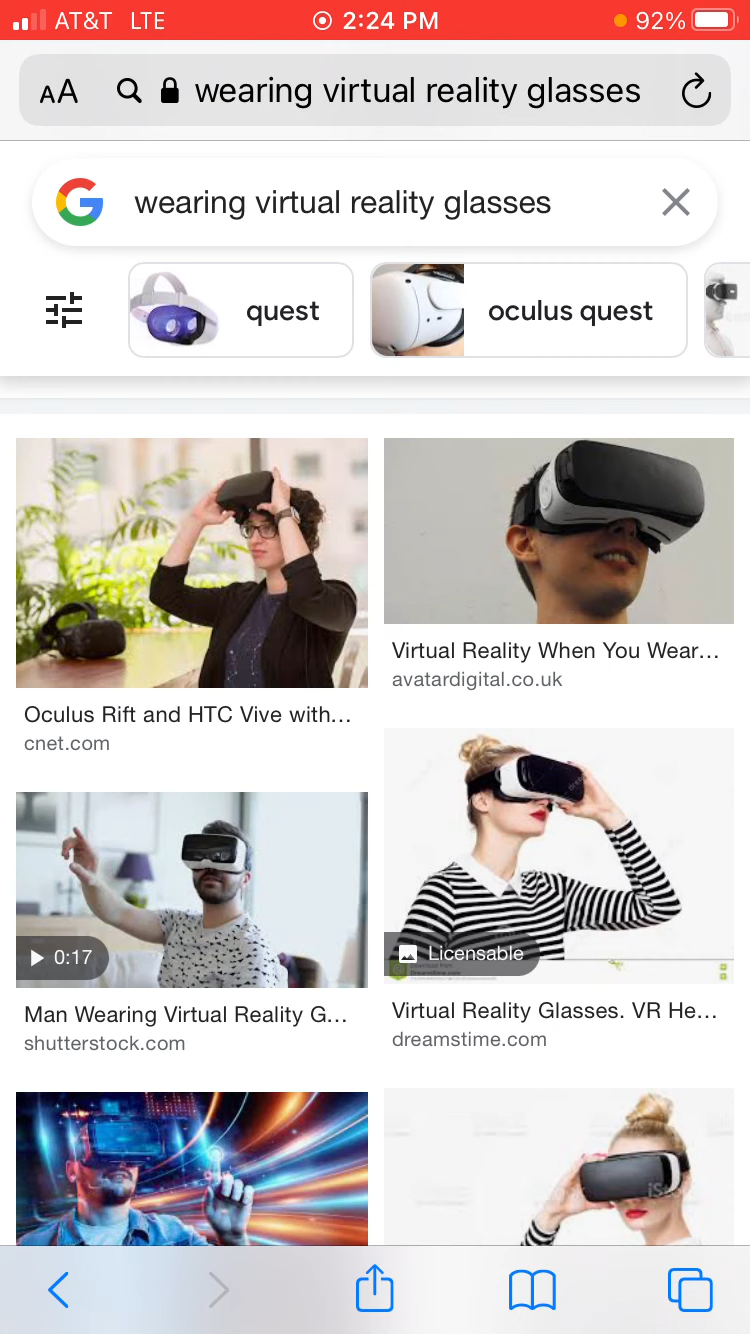 AT&T LTE 2:24 PM 92%
AA wearing virtual reality glasses
wearing virtual reality glasses
quest
oculus quest
Virtual Reality When You Wear...
avatardigital.co.uk
Oculus Rift and HTC Vive with...
cnet.com
0:17
Licensable
Man Wearing Virtual Reality G...
shutterstock.com
Virtual Reality Glasses. VR He...
dreamstime.com